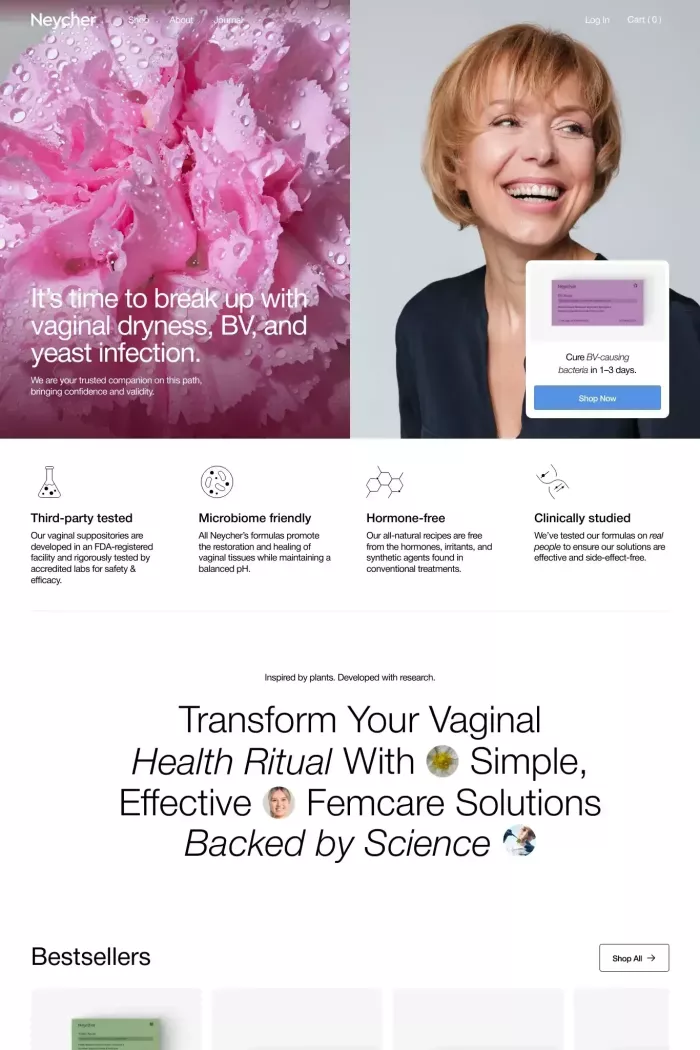 Neycher
Shop
About
Journal
Log In
Cart ( 0 )
It's time to break up with
vaginal dryness, BV, and
yeast infection.
We are your trusted companion on this path,
bringing confidence and validity.
Cure BV-causing
bacteria in 1–3 days.
Shop Now
Third-party tested
Our vaginal suppositories are
developed in an FDA-registered
facility and rigorously tested by
accredited labs for safety &
efficacy.
Microbiome friendly
All Neycher's formulas promote
the restoration and healing of
vaginal tissues while maintaining a
balanced pH.
Hormone-free
Our all-natural recipes are free
from the hormones, irritants, and
synthetic agents found in
conventional treatments.
Clinically studied
We've tested our formulas on real
people to ensure our solutions are
effective and side-effect-free.
Inspired by plants. Developed with research.
Transform Your Vaginal
Health Ritual With Simple,
Effective Femcare Solutions
Backed by Science
Bestsellers
Shop All →